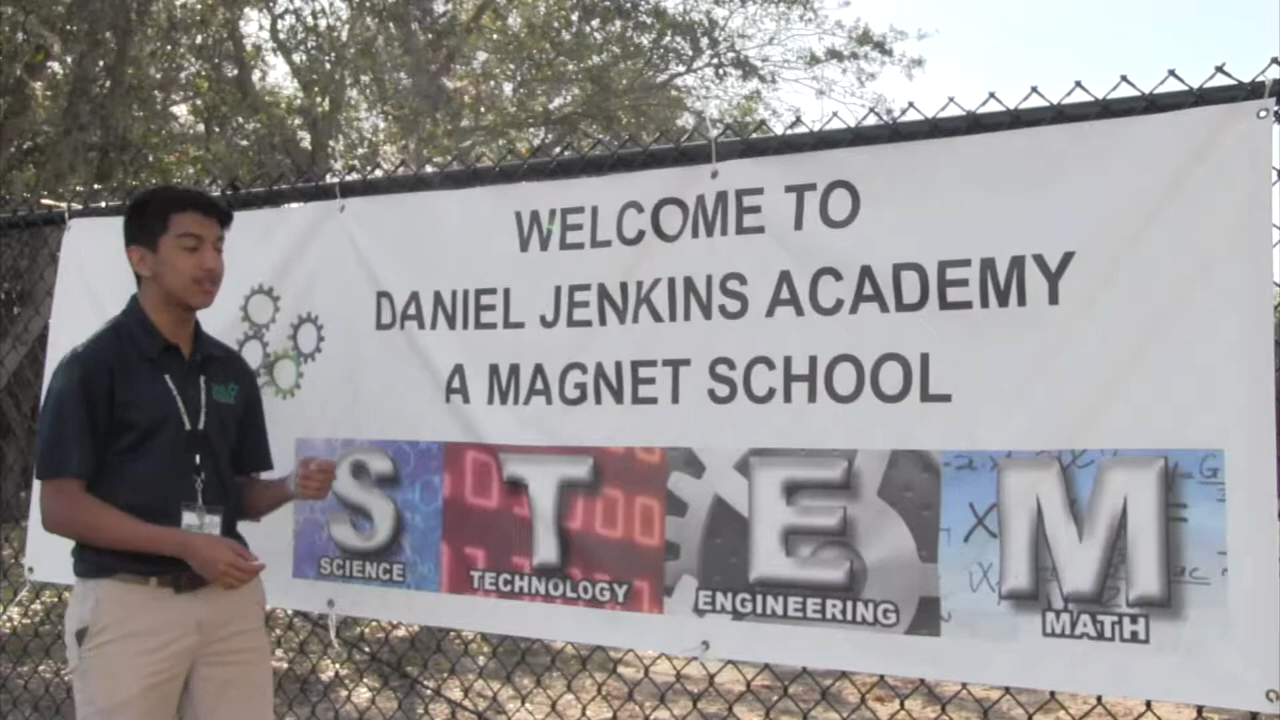 WELCOME TO
DANIEL JENKINS ACADEMY
A MAGNET SCHOOL
S T E M
SCIENCE TECHNOLOGY ENGINEERING MATH